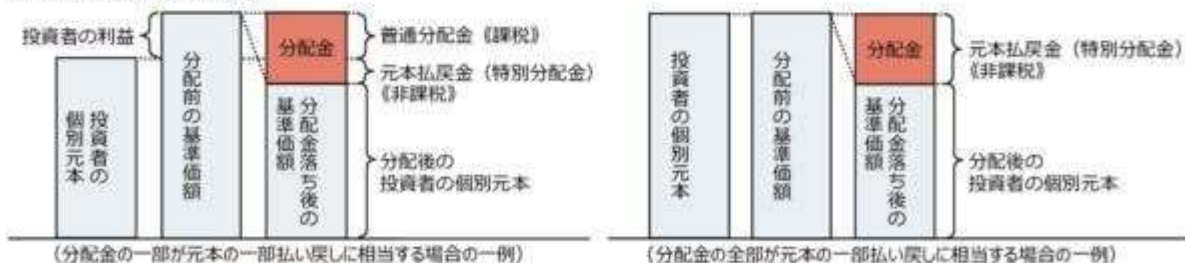 投資者の利益
投資者の
個別元本
分配前の基準価額
分配金
分配金落ち後の
基準価額
普通分配金《課税》
元本払戻金（特別分配金）
《非課税》
分配後の
投資者の個別元本
（分配金の一部が元本の一部払い戻しに相当する場合の一例）
投資者の個別元本
分配前の基準価額
分配金
分配金落ち後の
基準価額
元本払戻金（特別分配金）
《非課税》
分配後の
投資者の個別元本
（分配金の全部が元本の一部払い戻しに相当する場合の一例）